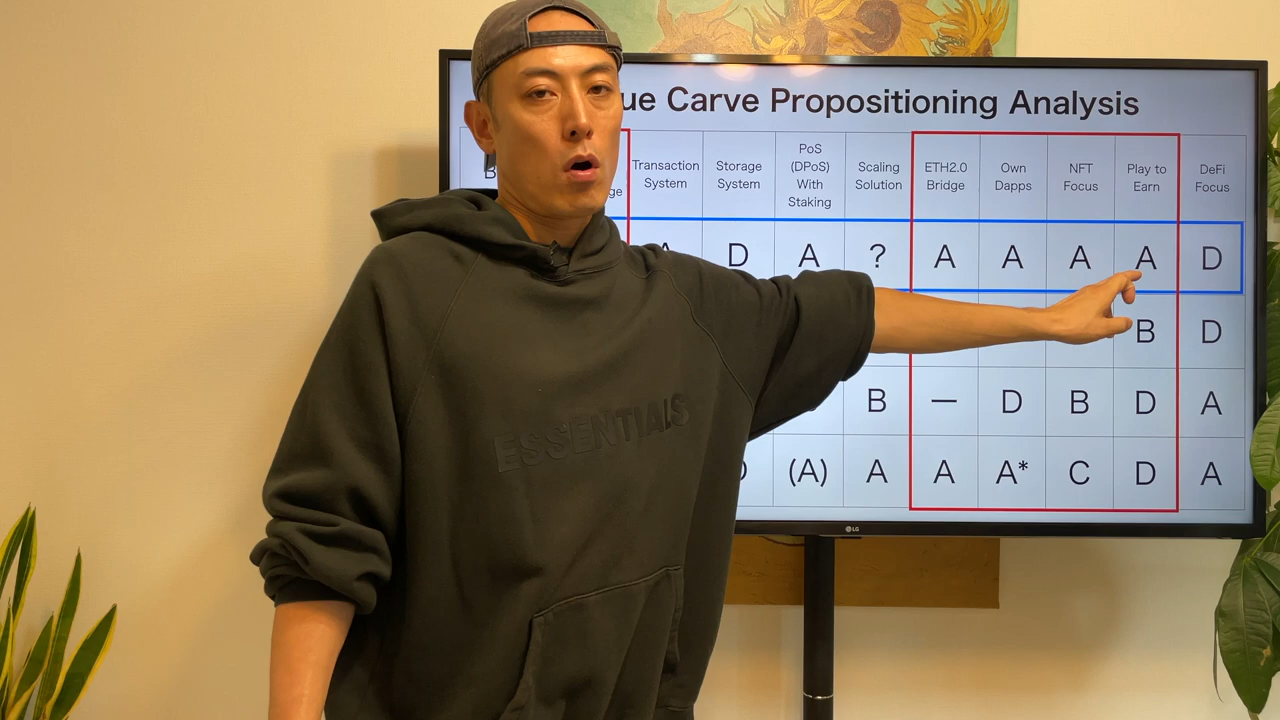 ue Carve Propositioning Analysis
Transaction System
Storage System
PoS (DPoS) With Staking
Scaling Solution
ETH2.0 Bridge
Own Dapps
NFT Focus
Play to Earn
DeFi Focus
B
ge
A D A ? A A A A D
B D
B — D B D A
(A) A A A* C D A
ESSENTIALS
LG